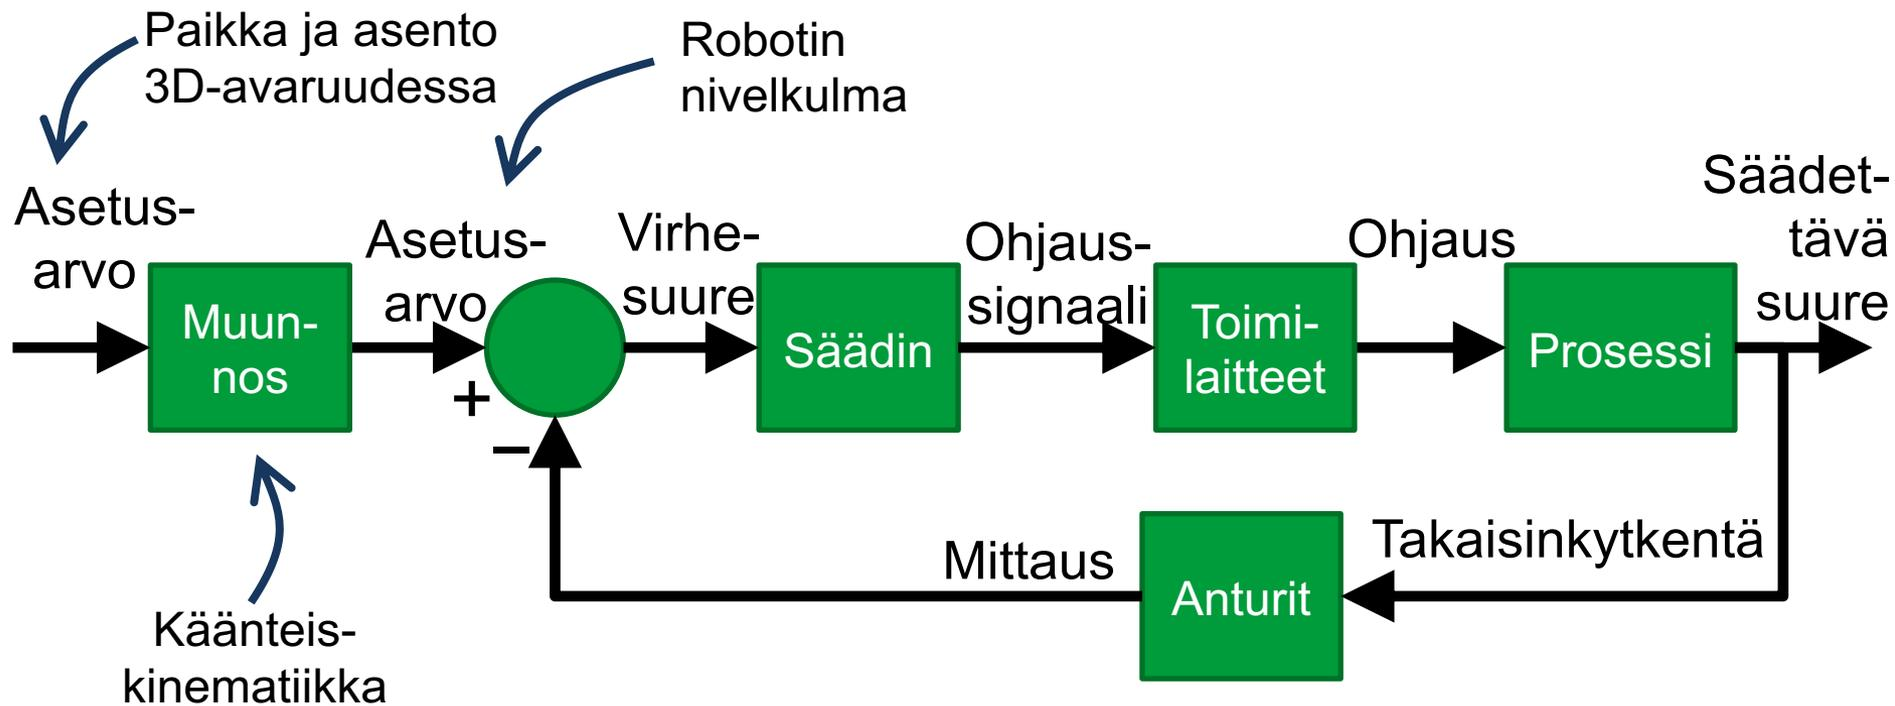 Paikka ja asento
3D-avaruudessa
Robotin
nivelkulma
Asetus-
arvo
Muun-
nos
Asetus-
arvo
+
–
Virhe-
suure
Säädin
Ohjaus-
signaali
Toimi-
laitteet
Ohjaus
Prosessi
Säädet-
tävä
suure
Takaisinkytkentä
Anturit
Mittaus
Käänteis-
kinematiikka